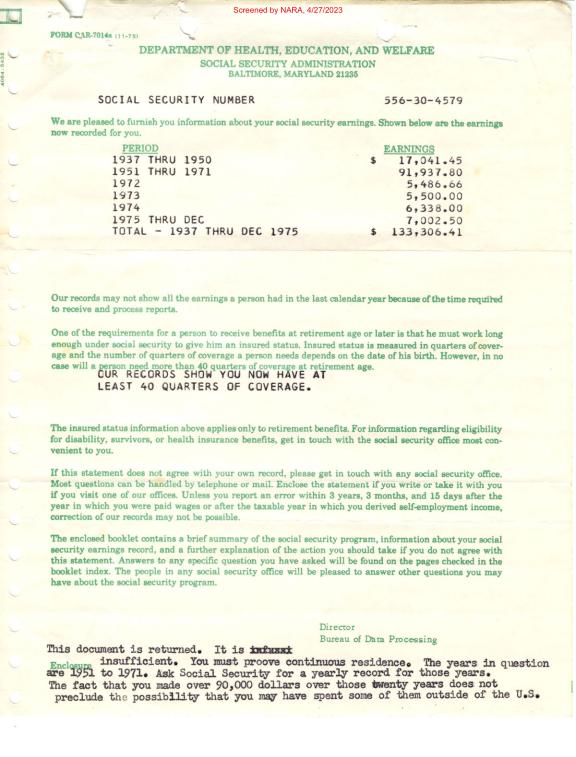 Screened by NARA, 4/27/2023
FORM OAR-7014a (11-75)
DEPARTMENT OF HEALTH, EDUCATION, AND WELFARE
SOCIAL SECURITY ADMINISTRATION
BALTIMORE, MARYLAND 21235
SOCIAL SECURITY NUMBER 556-30-4579
We are pleased to furnish you information about your social security earnings. Shown below are the earnings
now recorded for you.
PERIOD EARNINGS
1937 THRU 1950 $ 17,041.45
1951 THRU 1971 91,937.80
1972 5,486.66
1973 5,500.00
1974 6,338.00
1975 THRU DEC 7,002.50
TOTAL - 1937 THRU DEC 1975 $ 133,306.41
Our records may not show all the earnings a person had in the last calendar year because of the time required
to receive and process reports.
One of the requirements for a person to receive benefits at retirement age or later is that he must work long
enough under social security to give him an insured status. Insured status is measured in quarters of cover-
age and the number of quarters of coverage a person needs depends on the date of his birth. However, in no
case will a person need more than 40 quarters of coverage at retirement age.
OUR RECORDS SHOW YOU NOW HAVE AT
LEAST 40 QUARTERS OF COVERAGE.
The insured status information above applies only to retirement benefits. For information regarding eligibility
for disability, survivors, or health insurance benefits, get in touch with the social security office most con-
venient to you.
If this statement does not agree with your own record, please get in touch with any social security office.
Most questions can be handled by telephone or mail. Enclose the statement if you write or take it with you
if you visit one of our offices. Unless you report an error within 3 years, 3 months, and 15 days after the
year in which you were paid wages or after the taxable year in which you derived self-employment income,
correction of our records may not be possible.
The enclosed booklet contains a brief summary of the social security program, information about your social
security earnings record, and a further explanation of the action you should take if you do not agree with
this statement. Answers to any specific question you have asked will be found on the pages checked in the
booklet index. The people in any social security office will be pleased to answer other questions you may
have about the social security program.
Director
Bureau of Data Processing
This document is returned. It is
Enclosure insufficient. You must proove continuous residence. The years in question
are 1951 to 1971. Ask Social Security for a yearly record for those years.
The fact that you made over 90,000 dollars over those twenty years does not
preclude the possibility that you may have spent some of them outside of the U.S.